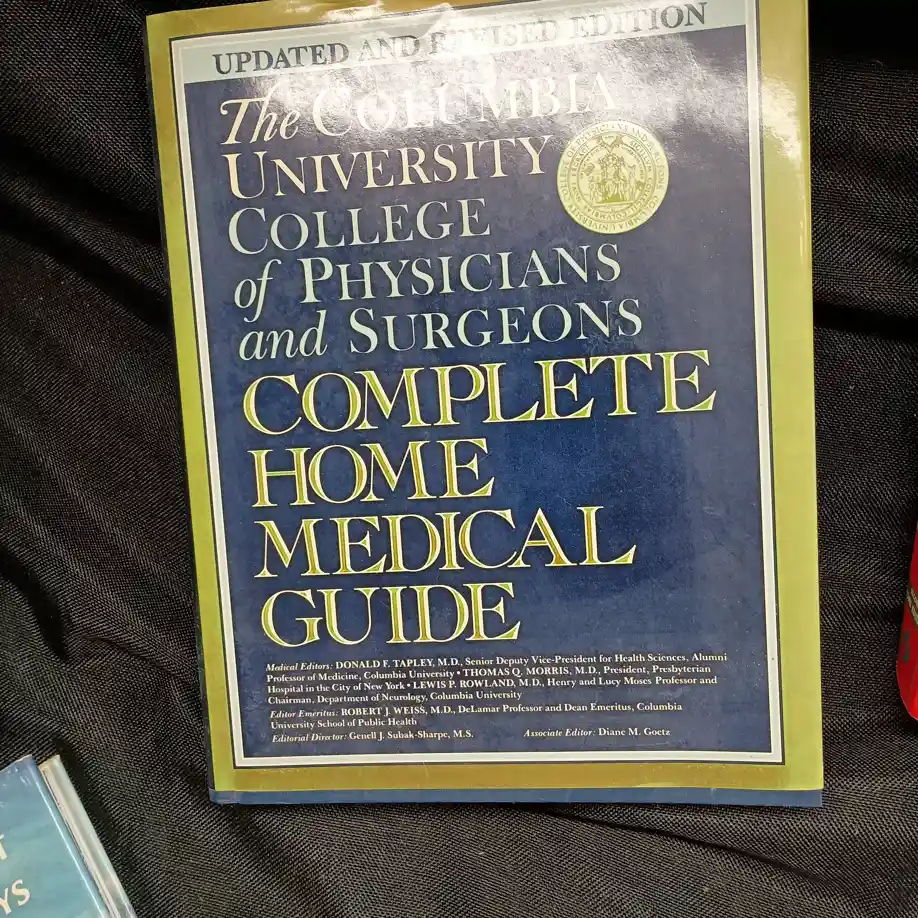 UPDATED AND REVISED EDITION
The COLUMBIA
UNIVERSITY
COLLEGE
of PHYSICIANS
and SURGEONS
COMPLETE
HOME
MEDICAL
GUIDE
Medical Editors: DONALD F. TAPLEY, M.D., Senior Deputy Vice-President for Health Sciences, Alumni
Professor of Medicine, Columbia University • THOMAS Q. MORRIS, M.D., President, Presbyterian
Hospital in the City of New York • LEWIS P. ROWLAND, M.D., Henry and Lucy Moses Professor and
Chairman, Department of Neurology, Columbia University
Editor Emeritus: ROBERT J. WEISS, M.D., DeLamar Professor and Dean Emeritus, Columbia
University School of Public Health
Editorial Director: Genell J. Subak-Sharpe, M.S. Associate Editor: Diane M. Goetz
YS